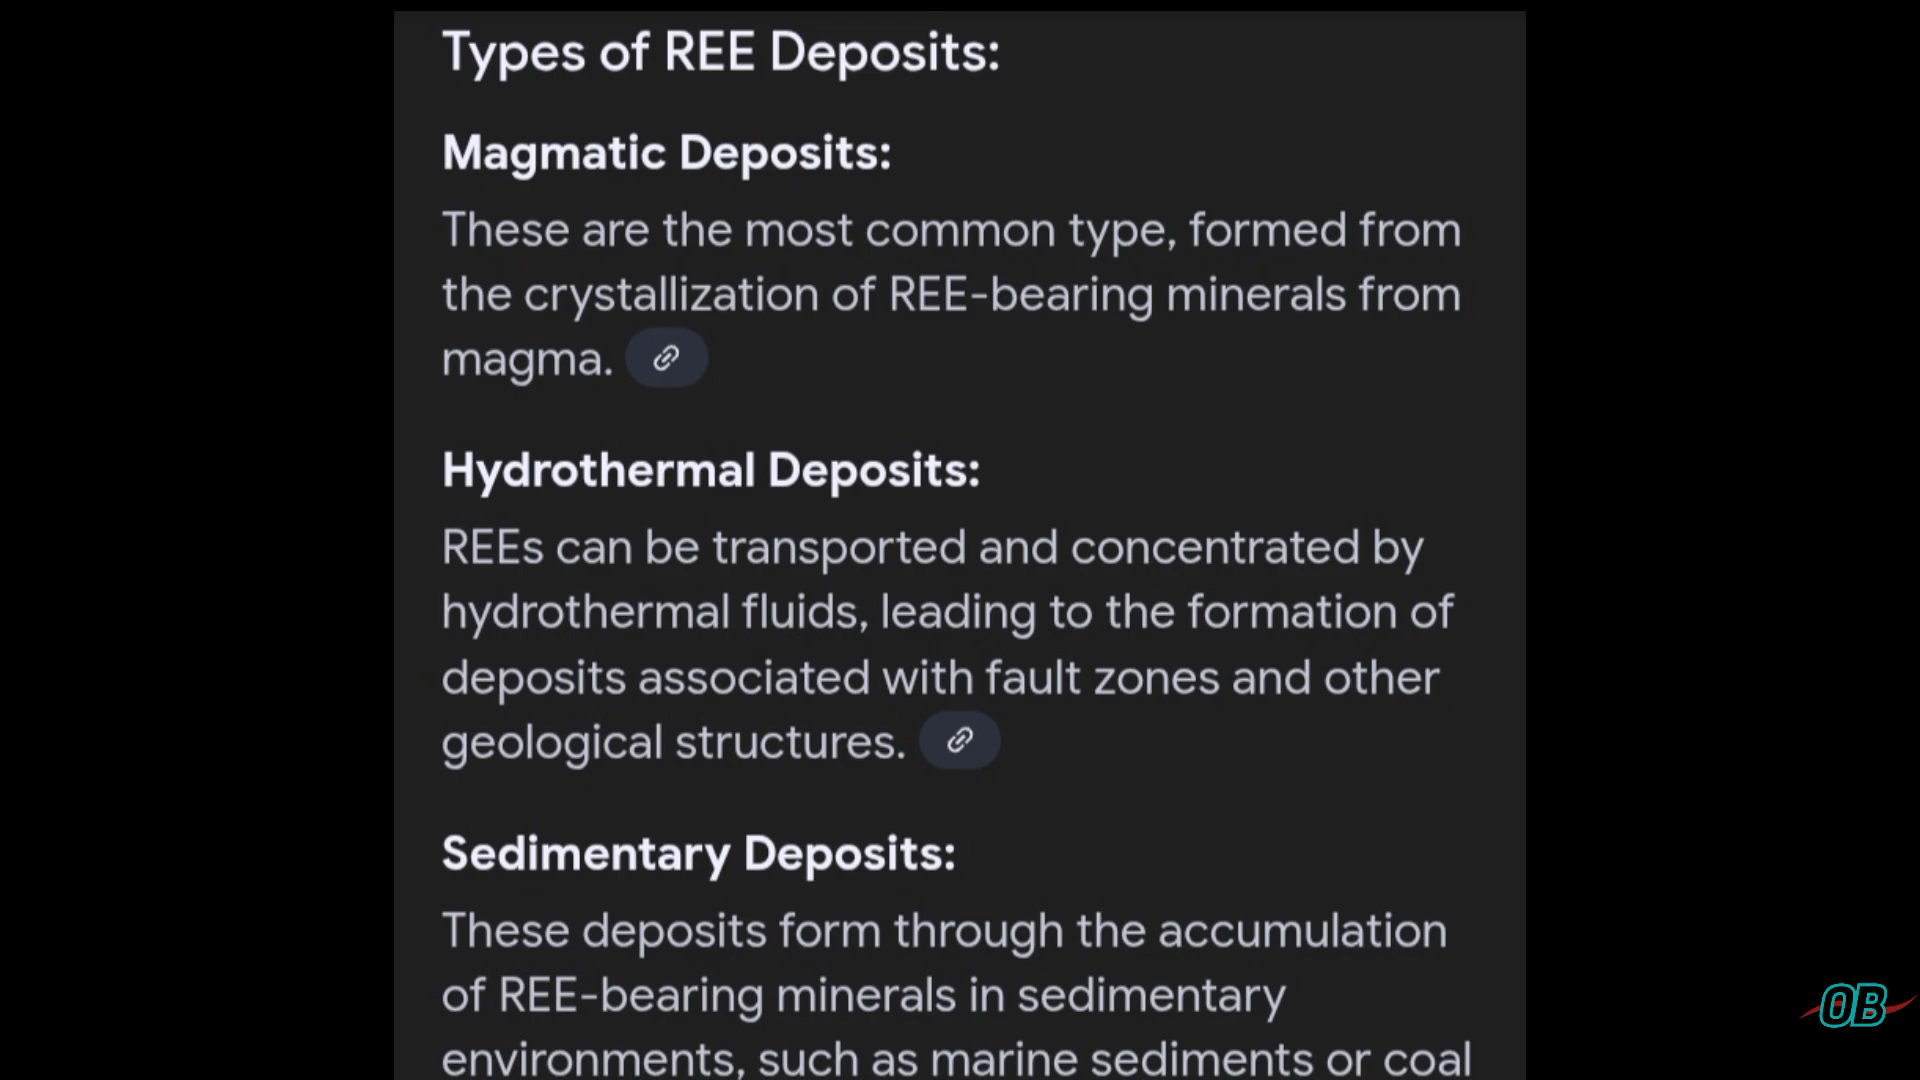 Types of REE Deposits:
Magmatic Deposits:
These are the most common type, formed from
the crystallization of REE-bearing minerals from
magma.
Hydrothermal Deposits:
REEs can be transported and concentrated by
hydrothermal fluids, leading to the formation of
deposits associated with fault zones and other
geological structures.
Sedimentary Deposits:
These deposits form through the accumulation
of REE-bearing minerals in sedimentary
environments, such as marine sediments or coal
OB